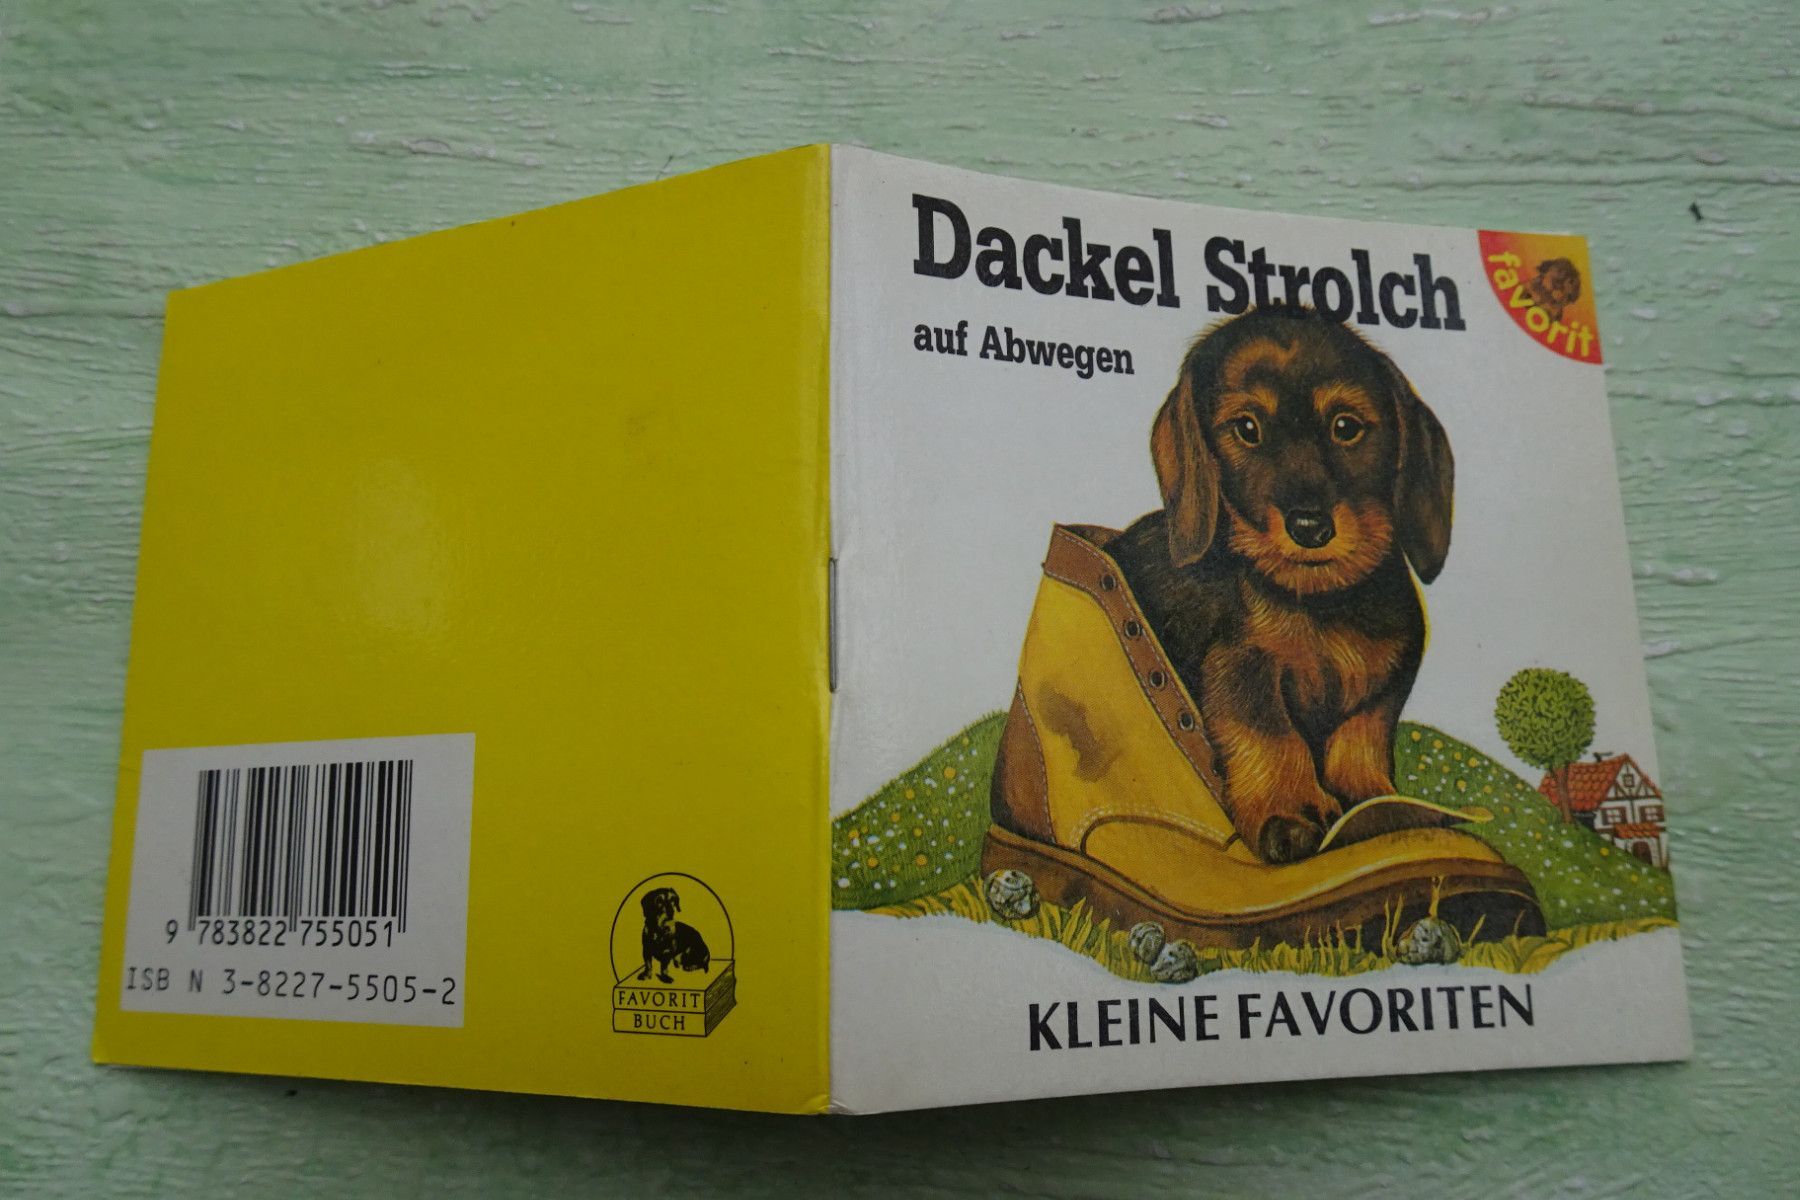 Dackel Strolch
auf Abwegen
favorit
KLEINE FAVORITEN
9 783822 755051
ISB N 3-8227-5505-2
FAVORIT
BUCH